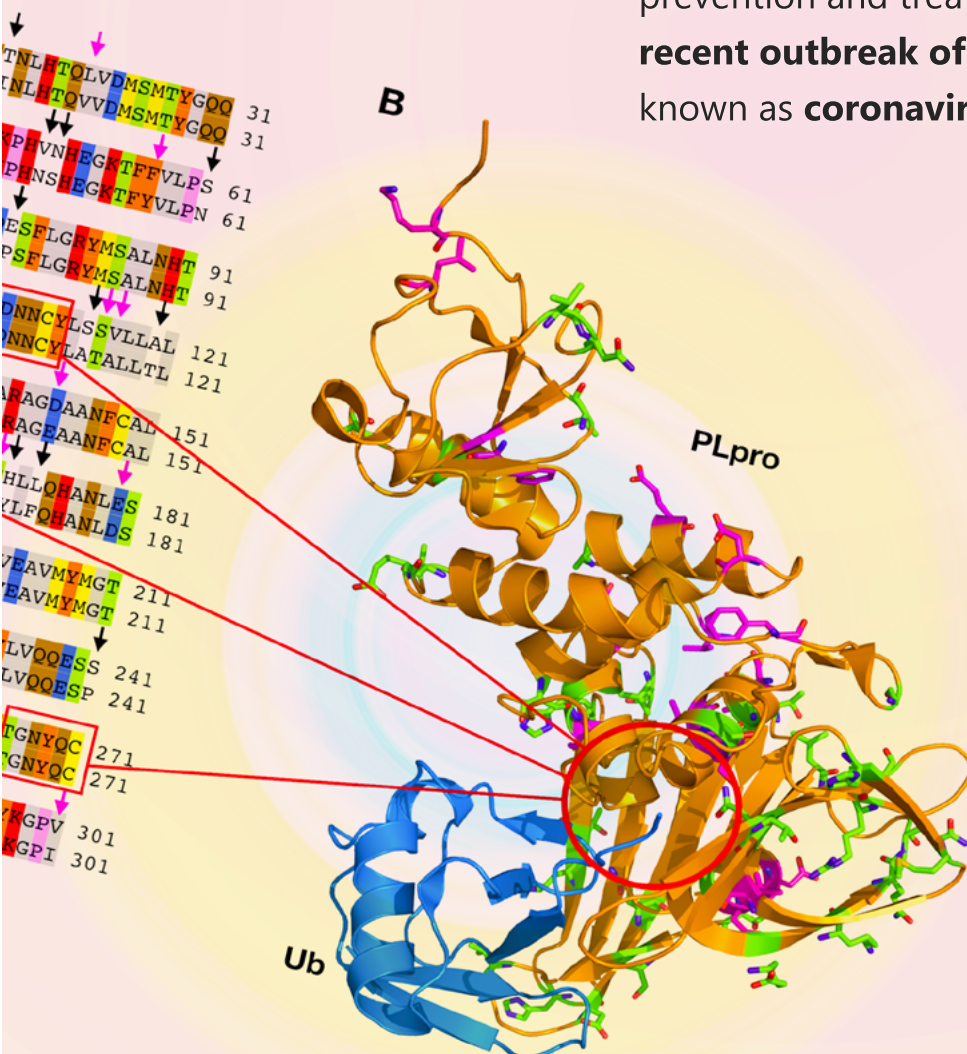 prevention and trea
recent outbreak of
known as coronavir
B
TNLHTQLVDMSMTYGQQ 31
INLHTQVVDMSMTYGQQ 31
KPHVNHEGKTFFVLPS 61
PHNSHEGKTFYVLPN 61
ESFLGRYMSALNHT 91
PSFLGRYMSALNHT 91
DNNCYLSSVLLAL 121
NNCYLATALLTL 121
ARAGDAANFCAL 151
RAGEAANFCAL 151
HLLQHANLES 181
YLFQHANLDS 181
VEAVMYMGT 211
VEAVMYMGT 211
LVQQESS 241
LVQQESP 241
TGNYQC 271
TGNYQC 271
YKGPV 301
KGPI 301
PLpro
Ub